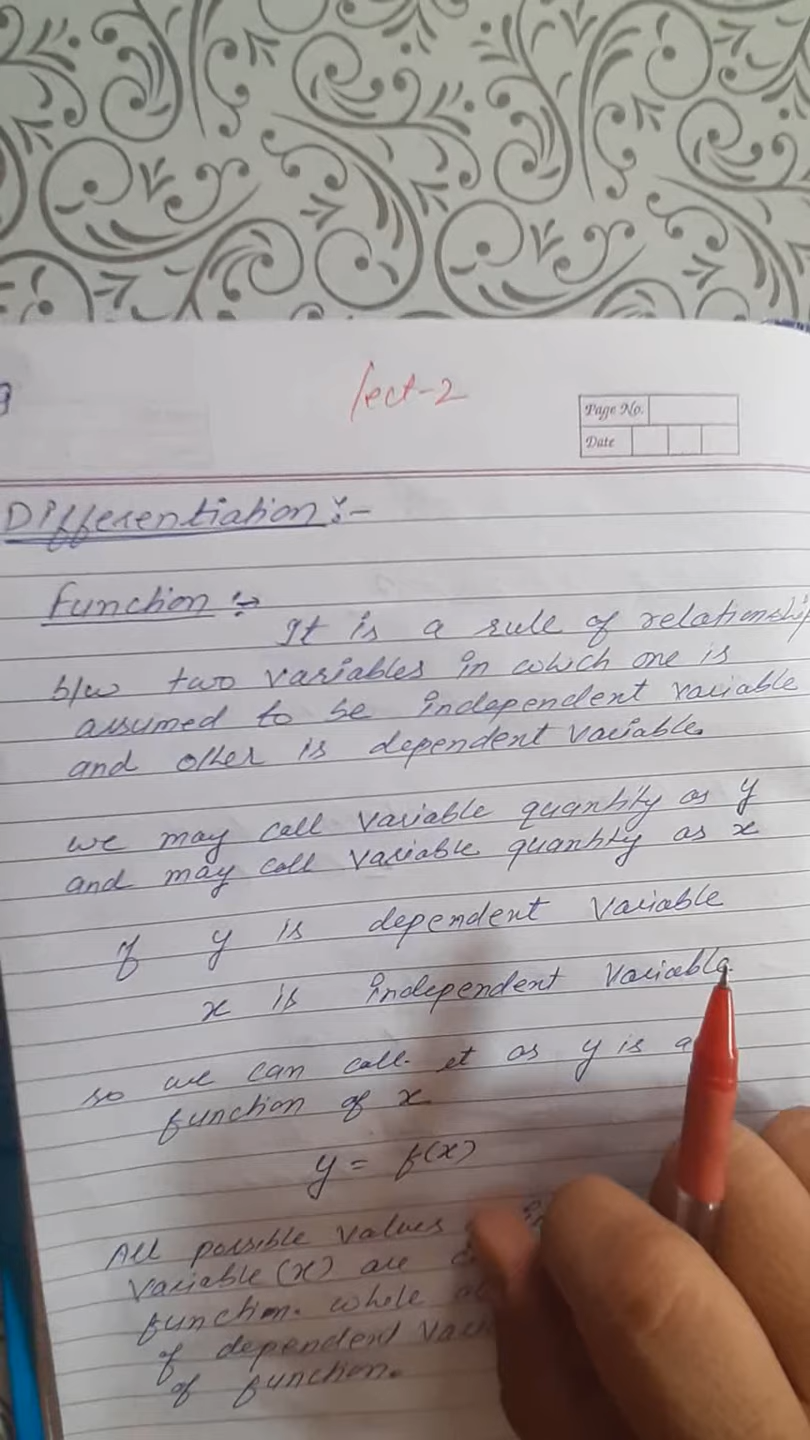 lect-2
Page No.
Date
Differentiation :-
Function :-
It is a rule of relationship
b/w two variables in which one is
assumed to be independent variable
and other is dependent variable.
we may call variable quantity as y
and may call variable quantity as x
If y is dependent variable
x is independent variable.
so we can call it as y is a
function of x
y = f(x)
All possible values
variable (x) are
function. while
of dependent
of function.